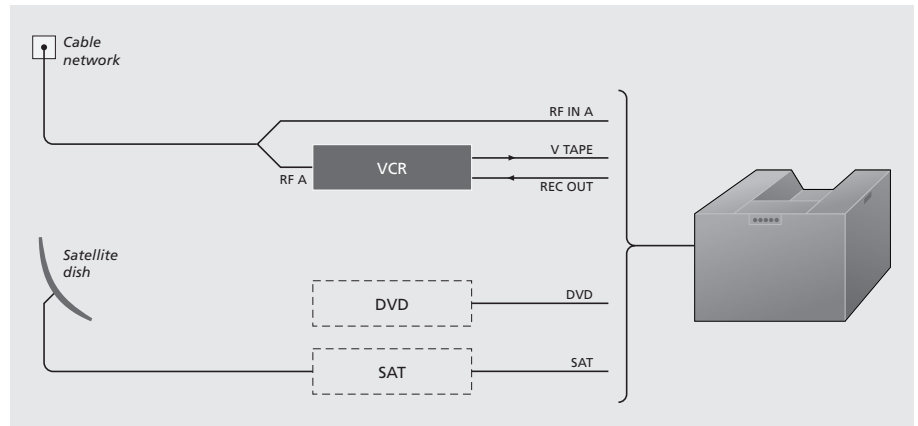 Cable
network
RF IN A
V TAPE
VCR
RF A
REC OUT
Satellite
dish
DVD
DVD
SAT
SAT